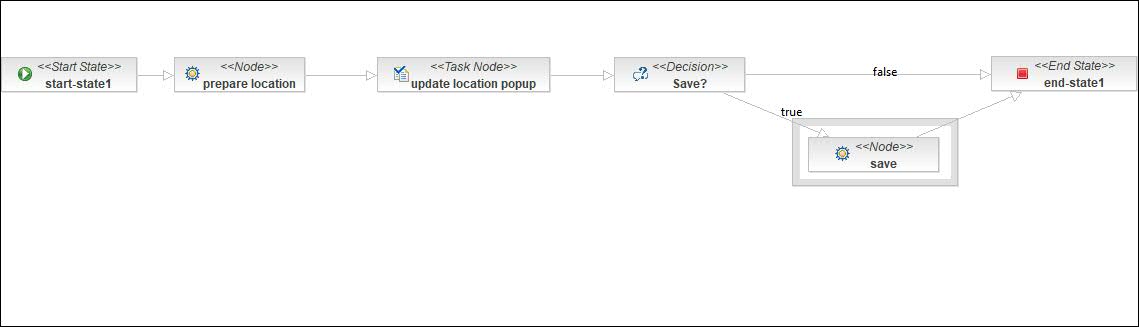 <<Start State>>
start-state1
<<Node>>
prepare location
<<Task Node>>
update location popup
<<Decision>>
Save?
false
<<End State>>
end-state1
true
<<Node>>
save